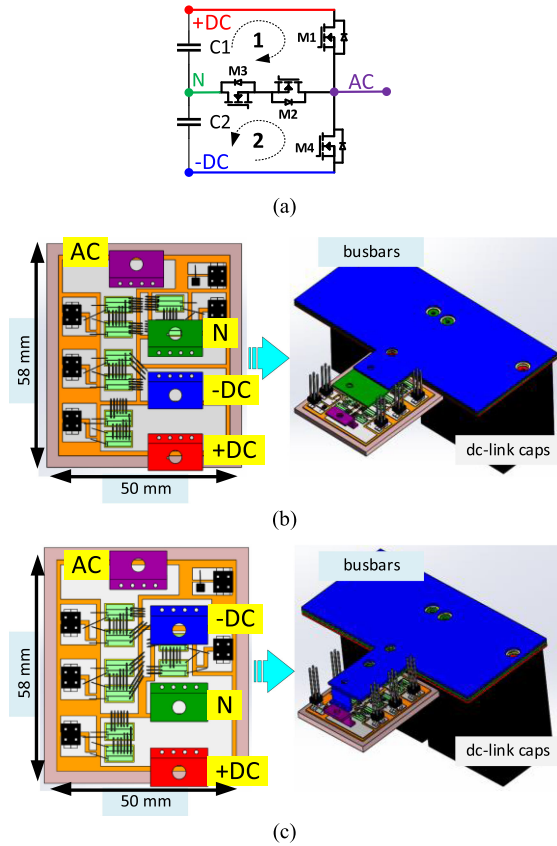 +DC
C1
1
M1
M3
N
AC
M2
C2
2
M4
-DC
(a)
AC
busbars
N
58 mm
-DC
+DC
dc-link caps
50 mm
(b)
AC
busbars
-DC
58 mm
N
dc-link caps
+DC
50 mm
(c)